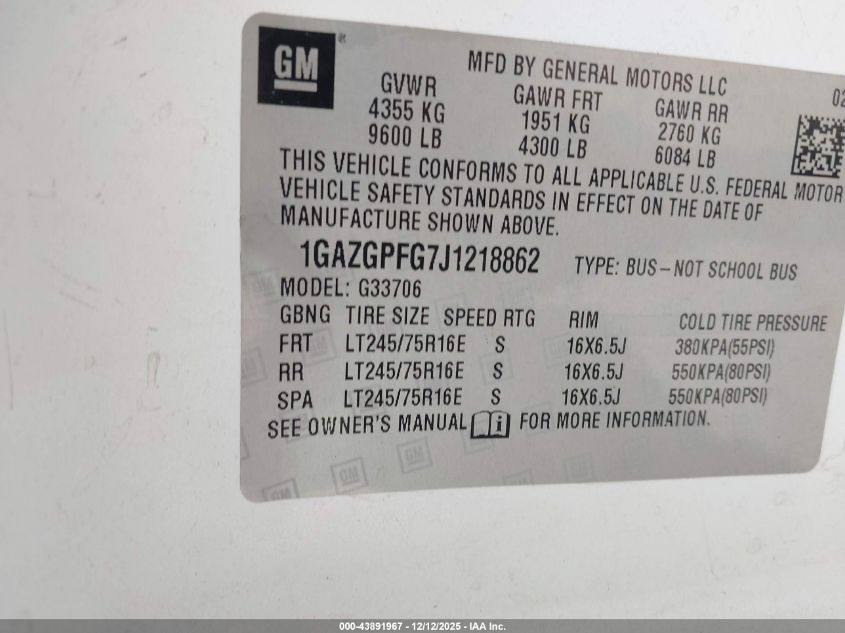 GM
MFD BY GENERAL MOTORS LLC
02
GVWR GAWR FRT GAWR RR
4355 KG 1951 KG 2760 KG
9600 LB 4300 LB 6084 LB
THIS VEHICLE CONFORMS TO ALL APPLICABLE U.S. FEDERAL MOTOR
VEHICLE SAFETY STANDARDS IN EFFECT ON THE DATE OF
MANUFACTURE SHOWN ABOVE.
1GAZGPFG7J1218862 TYPE: BUS-NOT SCHOOL BUS
MODEL: G33706
GBNG TIRE SIZE SPEED RTG RIM COLD TIRE PRESSURE
FRT LT245/75R16E S 16X6.5J 380KPA(55PSI)
RR LT245/75R16E S 16X6.5J 550KPA(80PSI)
SPA LT245/75R16E S 16X6.5J 550KPA(80PSI)
SEE OWNER'S MANUAL i FOR MORE INFORMATION.
GM GM
000-43891967 - 12/12/2025 - IAA Inc.